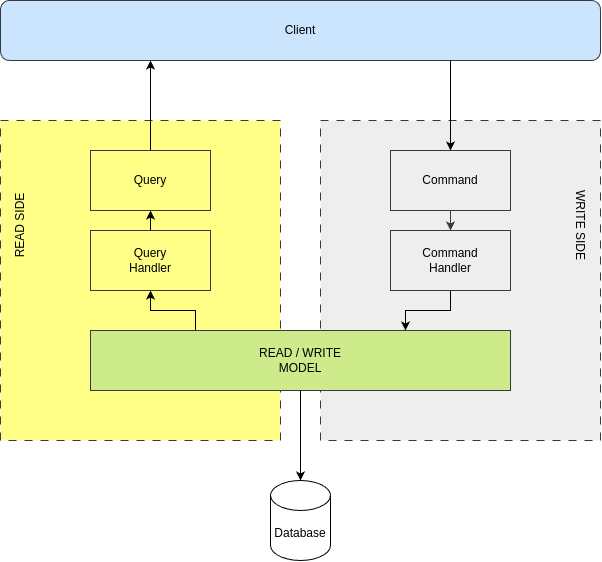 Client
READ SIDE
Query
Query
Handler
Command
Command
Handler
WRITE SIDE
READ / WRITE
MODEL
Database